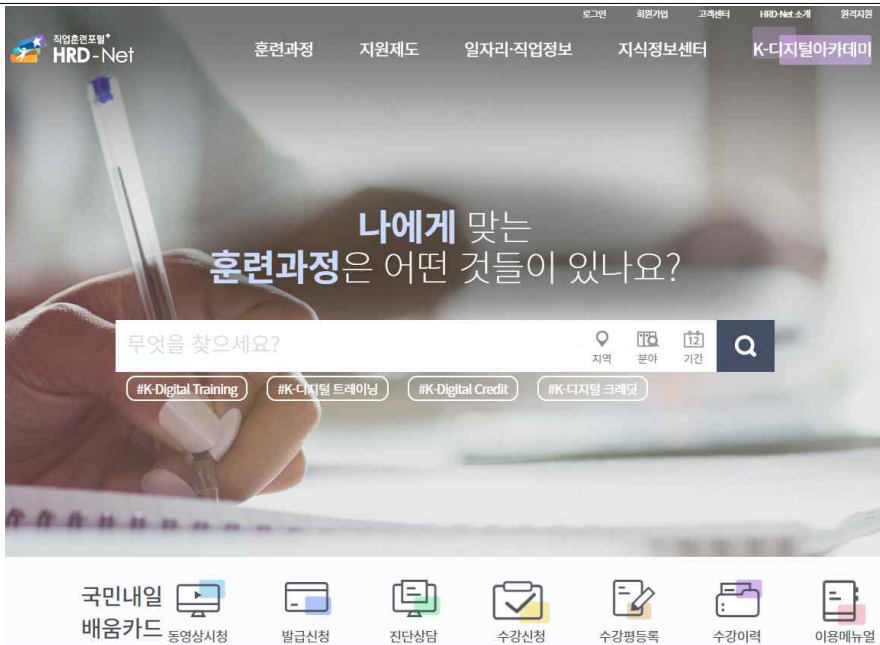 로그인 회원가입 고객센터 HRD-Net 소개 원격지원
직업훈련포털+
HRD-Net
훈련과정 지원제도 일자리·직업정보 지식정보센터 K-디지털아카데미
나에게 맞는
훈련과정은 어떤 것들이 있나요?
무엇을 찾으세요?
12
지역 분야 기간
#K-Digital Training #K-디지털 트레이닝 #K-Digital Credit #K-디지털 크레딧
국민내일
배움카드
동영상시청 발급신청 진단상담 수강신청 수강평등록 수강이력 이용메뉴얼